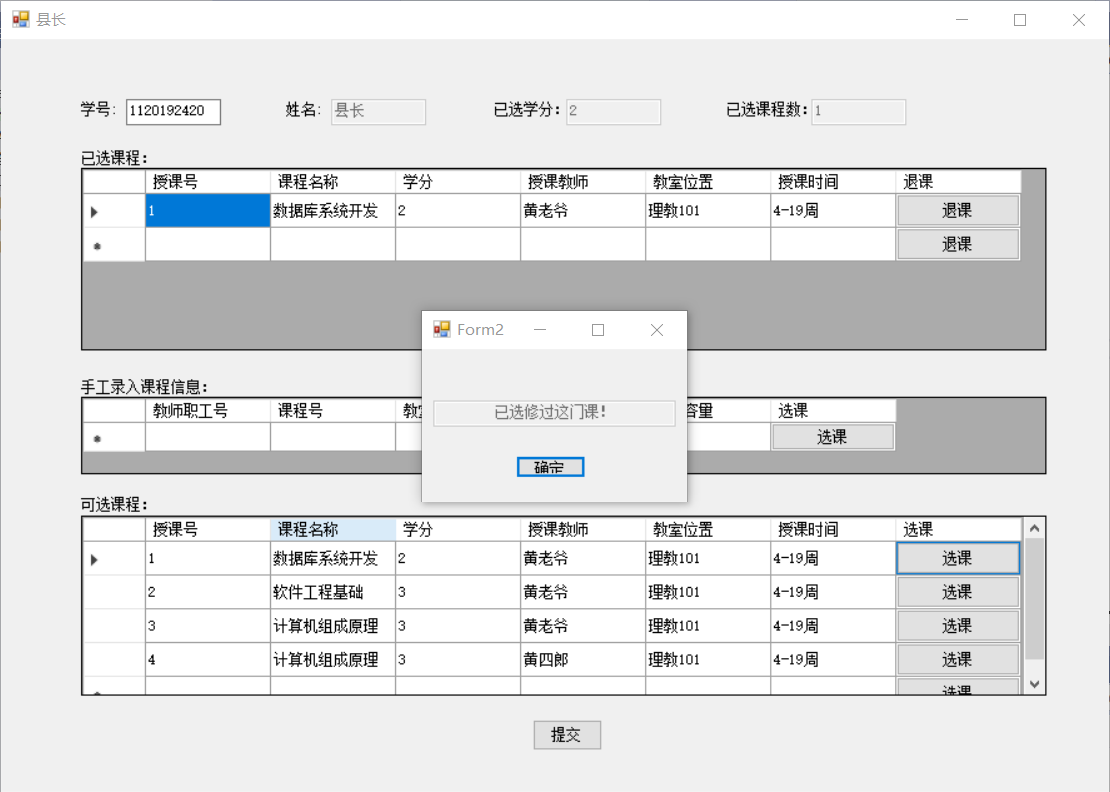 县长
学号: 1120192420 姓名: 县长 已选学分: 2 已选课程数: 1
已选课程:
授课号 课程名称 学分 授课教师 教室位置 授课时间 退课
1 数据库系统开发 2 黄老爷 理教101 4-19周 退课
退课
Form2
已选修过这门课!
确定
手工录入课程信息:
教师职工号 课程号 容量 选课
选课
可选课程:
授课号 课程名称 学分 授课教师 教室位置 授课时间 选课
1 数据库系统开发 2 黄老爷 理教101 4-19周 选课
2 软件工程基础 3 黄老爷 理教101 4-19周 选课
3 计算机组成原理 3 黄老爷 理教101 4-19周 选课
4 计算机组成原理 3 黄四郎 理教101 4-19周 选课
选课
提交